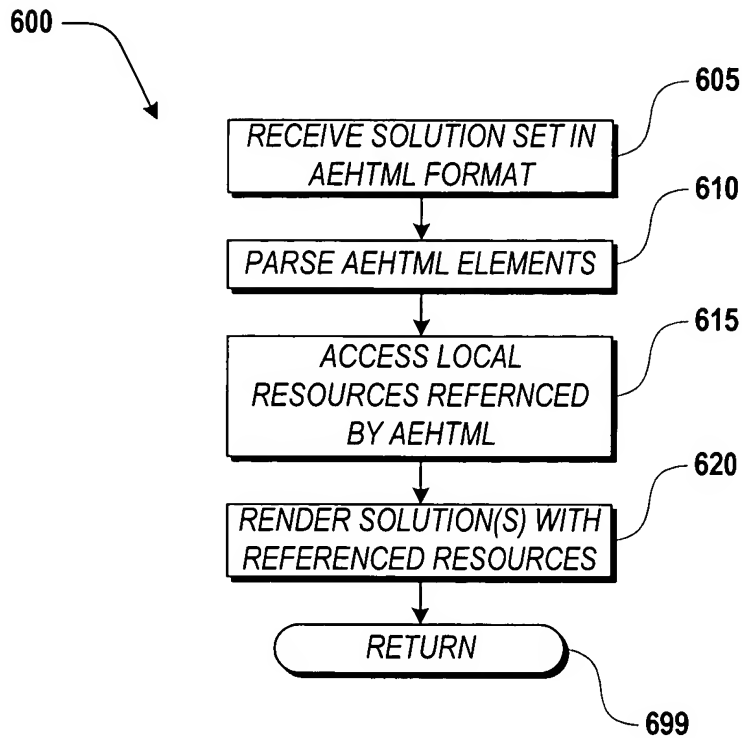 600
605
RECEIVE SOLUTION SET IN
AEHTML FORMAT
610
PARSE AEHTML ELEMENTS
615
ACCESS LOCAL
RESOURCES REFERNCED
BY AEHTML
620
RENDER SOLUTION(S) WITH
REFERENCED RESOURCES
RETURN
699